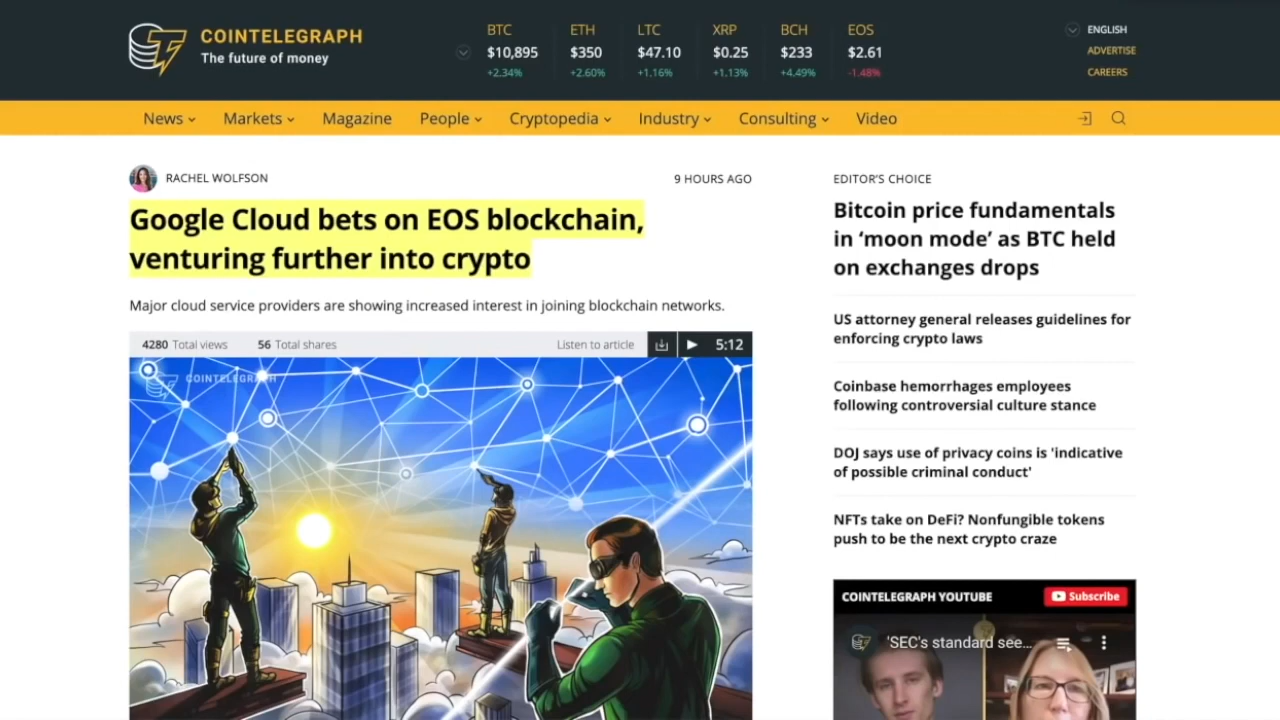 COINTELEGRAPH
The future of money
BTC
$10,895
+2.34%
ETH
$350
+2.60%
LTC
$47.10
+1.16%
XRP
$0.25
+1.13%
BCH
$233
+4.49%
EOS
$2.61
-1.48%
ENGLISH
ADVERTISE
CAREERS
News Markets Magazine People Cryptopedia Industry Consulting Video
RACHEL WOLFSON
9 HOURS AGO
Google Cloud bets on EOS blockchain,
venturing further into crypto
Major cloud service providers are showing increased interest in joining blockchain networks.
4280 Total views 56 Total shares Listen to article 5:12
COINTELEGRAPH
EDITOR'S CHOICE
Bitcoin price fundamentals
in ‘moon mode’ as BTC held
on exchanges drops
US attorney general releases guidelines for
enforcing crypto laws
Coinbase hemorrhages employees
following controversial culture stance
DOJ says use of privacy coins is 'indicative
of possible criminal conduct'
NFTs take on DeFi? Nonfungible tokens
push to be the next crypto craze
COINTELEGRAPH YOUTUBE
Subscribe
'SEC's standard see...